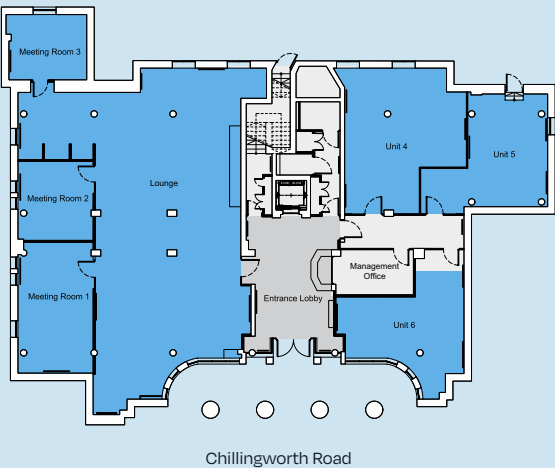 Meeting Room 3
Unit 4
Unit 5
Lounge
Meeting Room 2
Management
Office
Meeting Room 1
Entrance Lobby
Unit 6
Chillingworth Road